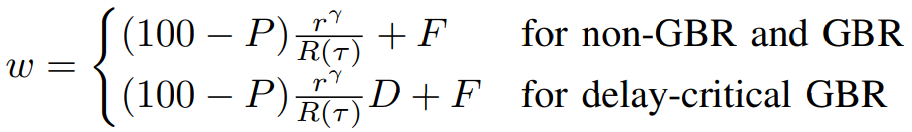 w = { (100 − P) r^γ / R(τ) + F for non-GBR and GBR
(100 − P) r^γ / R(τ) D + F for delay-critical GBR